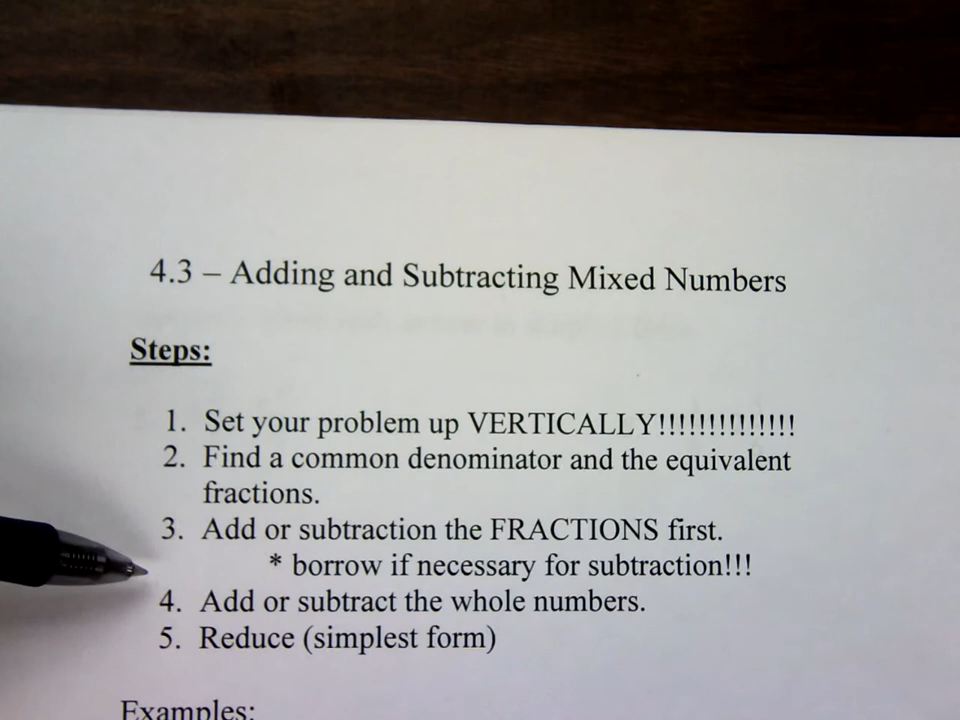 4.3 – Adding and Subtracting Mixed Numbers
Steps:
1. Set your problem up VERTICALLY!!!!!!!!!!!!!!
2. Find a common denominator and the equivalent
fractions.
3. Add or subtraction the FRACTIONS first.
* borrow if necessary for subtraction!!!
4. Add or subtract the whole numbers.
5. Reduce (simplest form)
Examples: